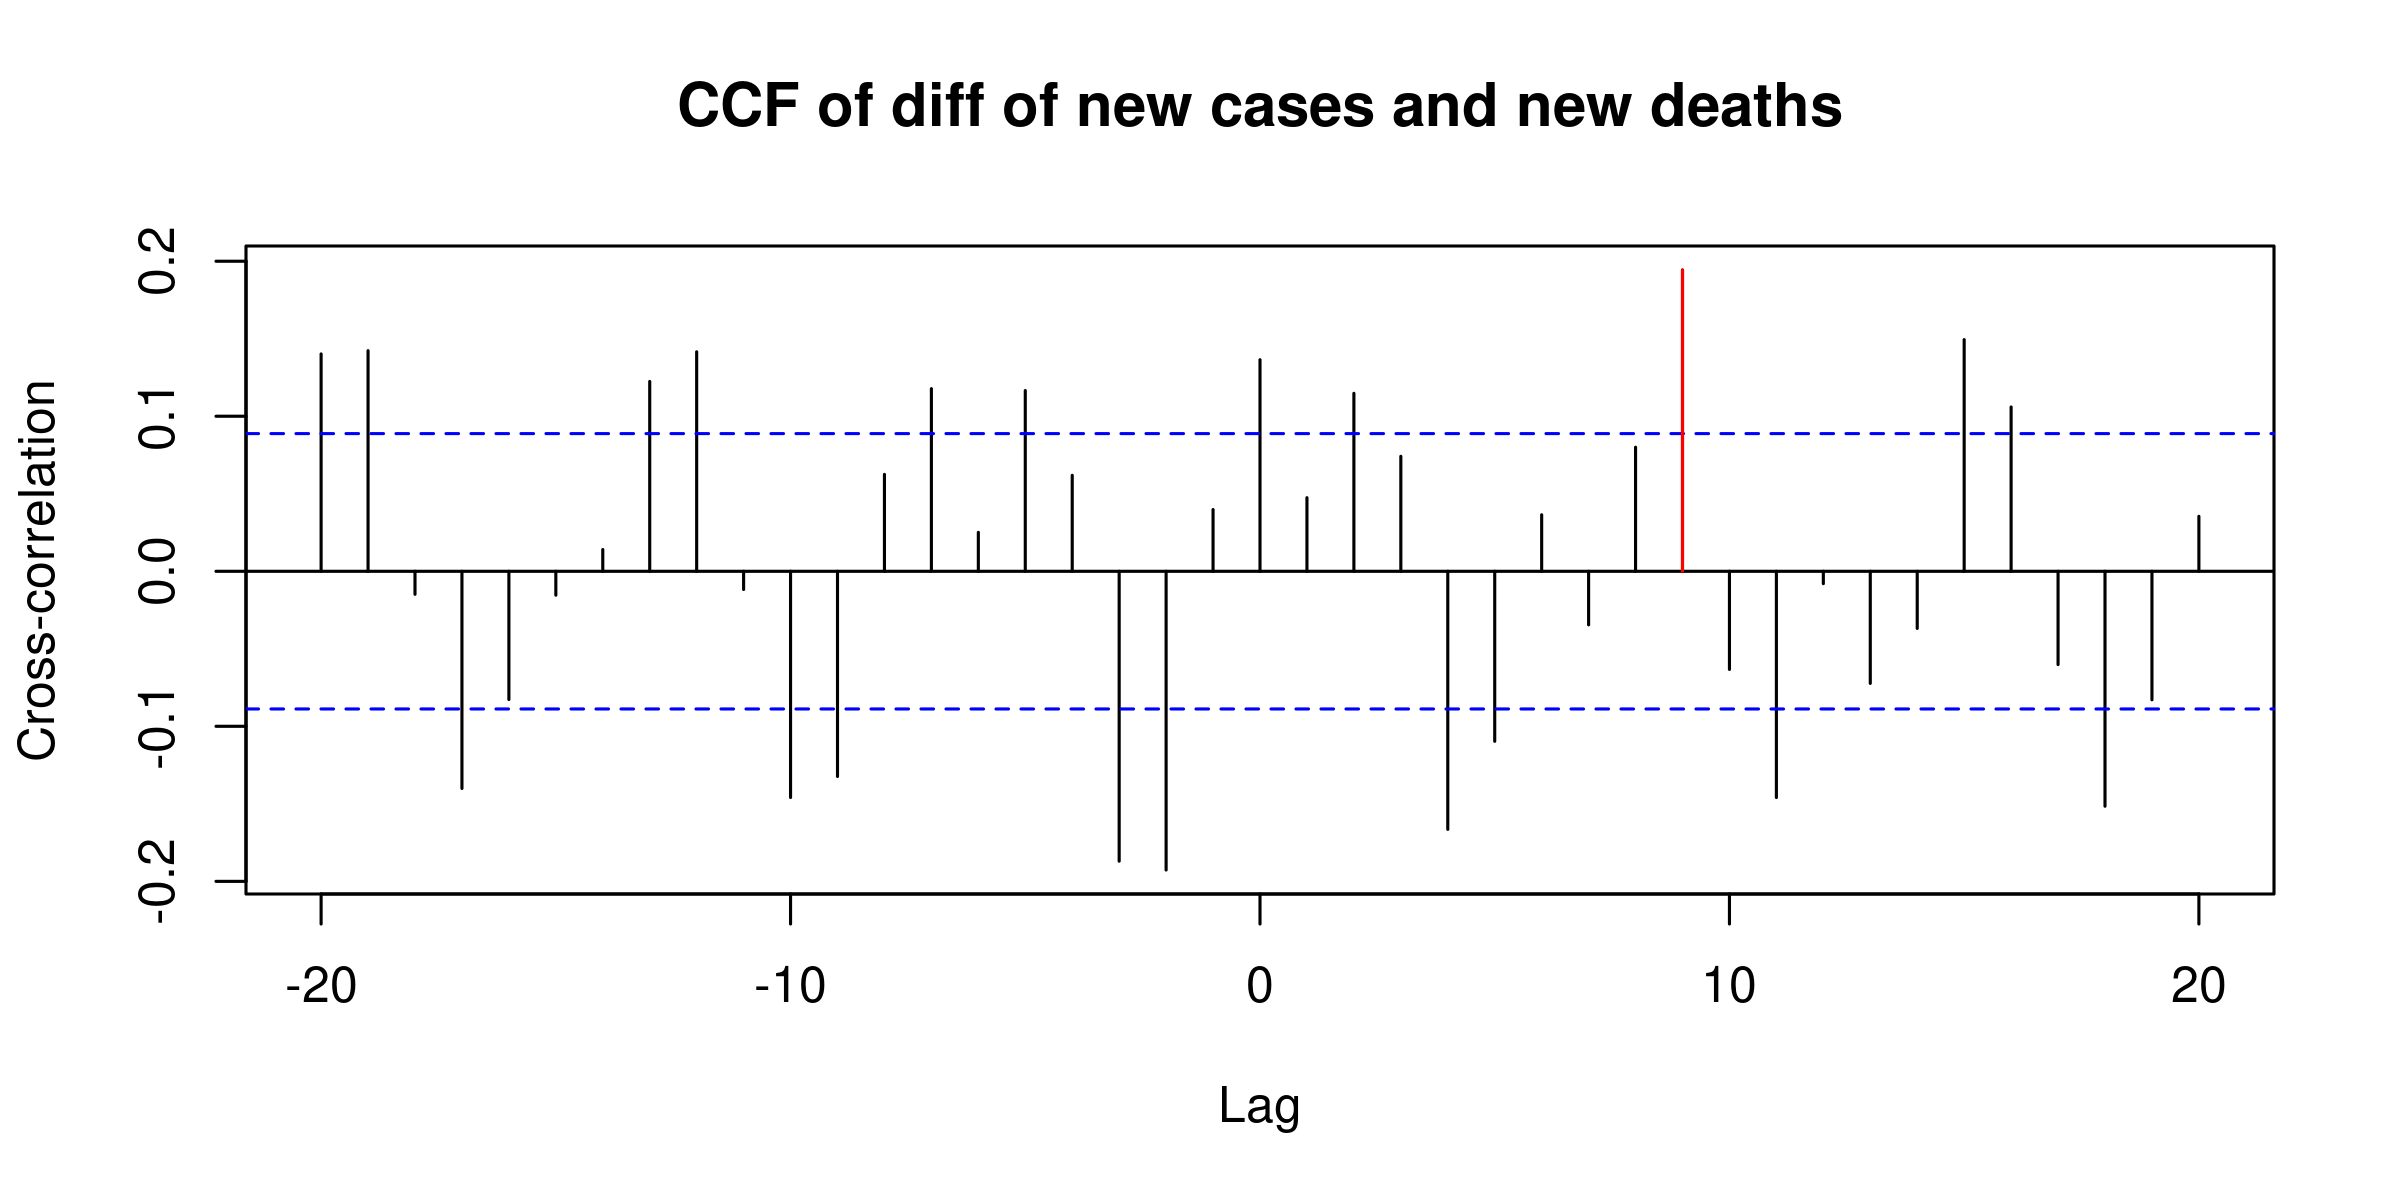 CCF of diff of new cases and new deaths
Cross-correlation
0.2
0.1
0.0
-0.1
-0.2
-20 -10 0 10 20
Lag